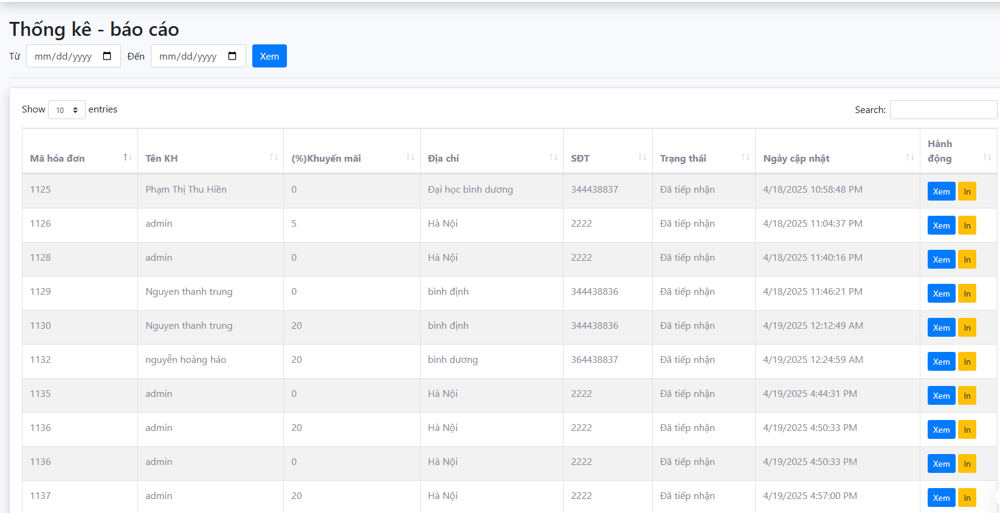 Thống kê - báo cáo
Từ mm/dd/yyyy Đến mm/dd/yyyy Xem
Show 10 entries Search:
Mã hóa đơn Tên KH (%)Khuyến mãi Địa chỉ SĐT Trạng thái Ngày cập nhật Hành động
1125 Phạm Thị Thu Hiền 0 Đại học bình dương 344438837 Đã tiếp nhận 4/18/2025 10:58:48 PM Xem In
1126 admin 5 Hà Nội 2222 Đã tiếp nhận 4/18/2025 11:04:37 PM Xem In
1128 admin 0 Hà Nội 2222 Đã tiếp nhận 4/18/2025 11:40:16 PM Xem In
1129 Nguyen thanh trung 0 bình định 344438836 Đã tiếp nhận 4/18/2025 11:46:21 PM Xem In
1130 Nguyen thanh trung 20 bình định 344438836 Đã tiếp nhận 4/19/2025 12:12:49 AM Xem In
1132 nguyễn hoàng hảo 20 bình dương 364438837 Đã tiếp nhận 4/19/2025 12:24:59 AM Xem In
1135 admin 0 Hà Nội 2222 Đã tiếp nhận 4/19/2025 4:44:31 PM Xem In
1136 admin 20 Hà Nội 2222 Đã tiếp nhận 4/19/2025 4:50:33 PM Xem In
1136 admin 0 Hà Nội 2222 Đã tiếp nhận 4/19/2025 4:50:33 PM Xem In
1137 admin 20 Hà Nội 2222 Đã tiếp nhận 4/19/2025 4:57:00 PM Xem In